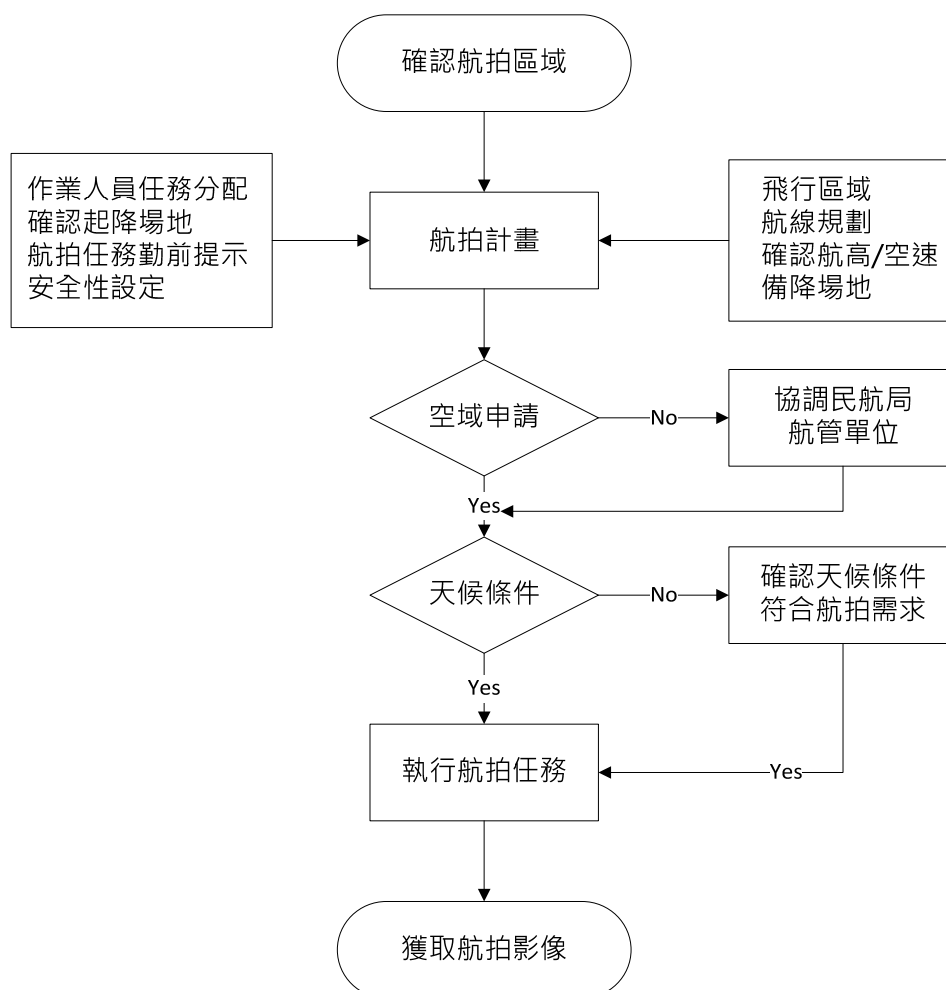 確認航拍區域
作業人員任務分配
確認起降場地
航拍任務勤前提示
安全性設定
航拍計畫
飛行區域
航線規劃
確認航高/空速
備降場地
空域申請
No
協調民航局
航管單位
Yes
天候條件
No
確認天候條件
符合航拍需求
Yes
執行航拍任務
Yes
獲取航拍影像